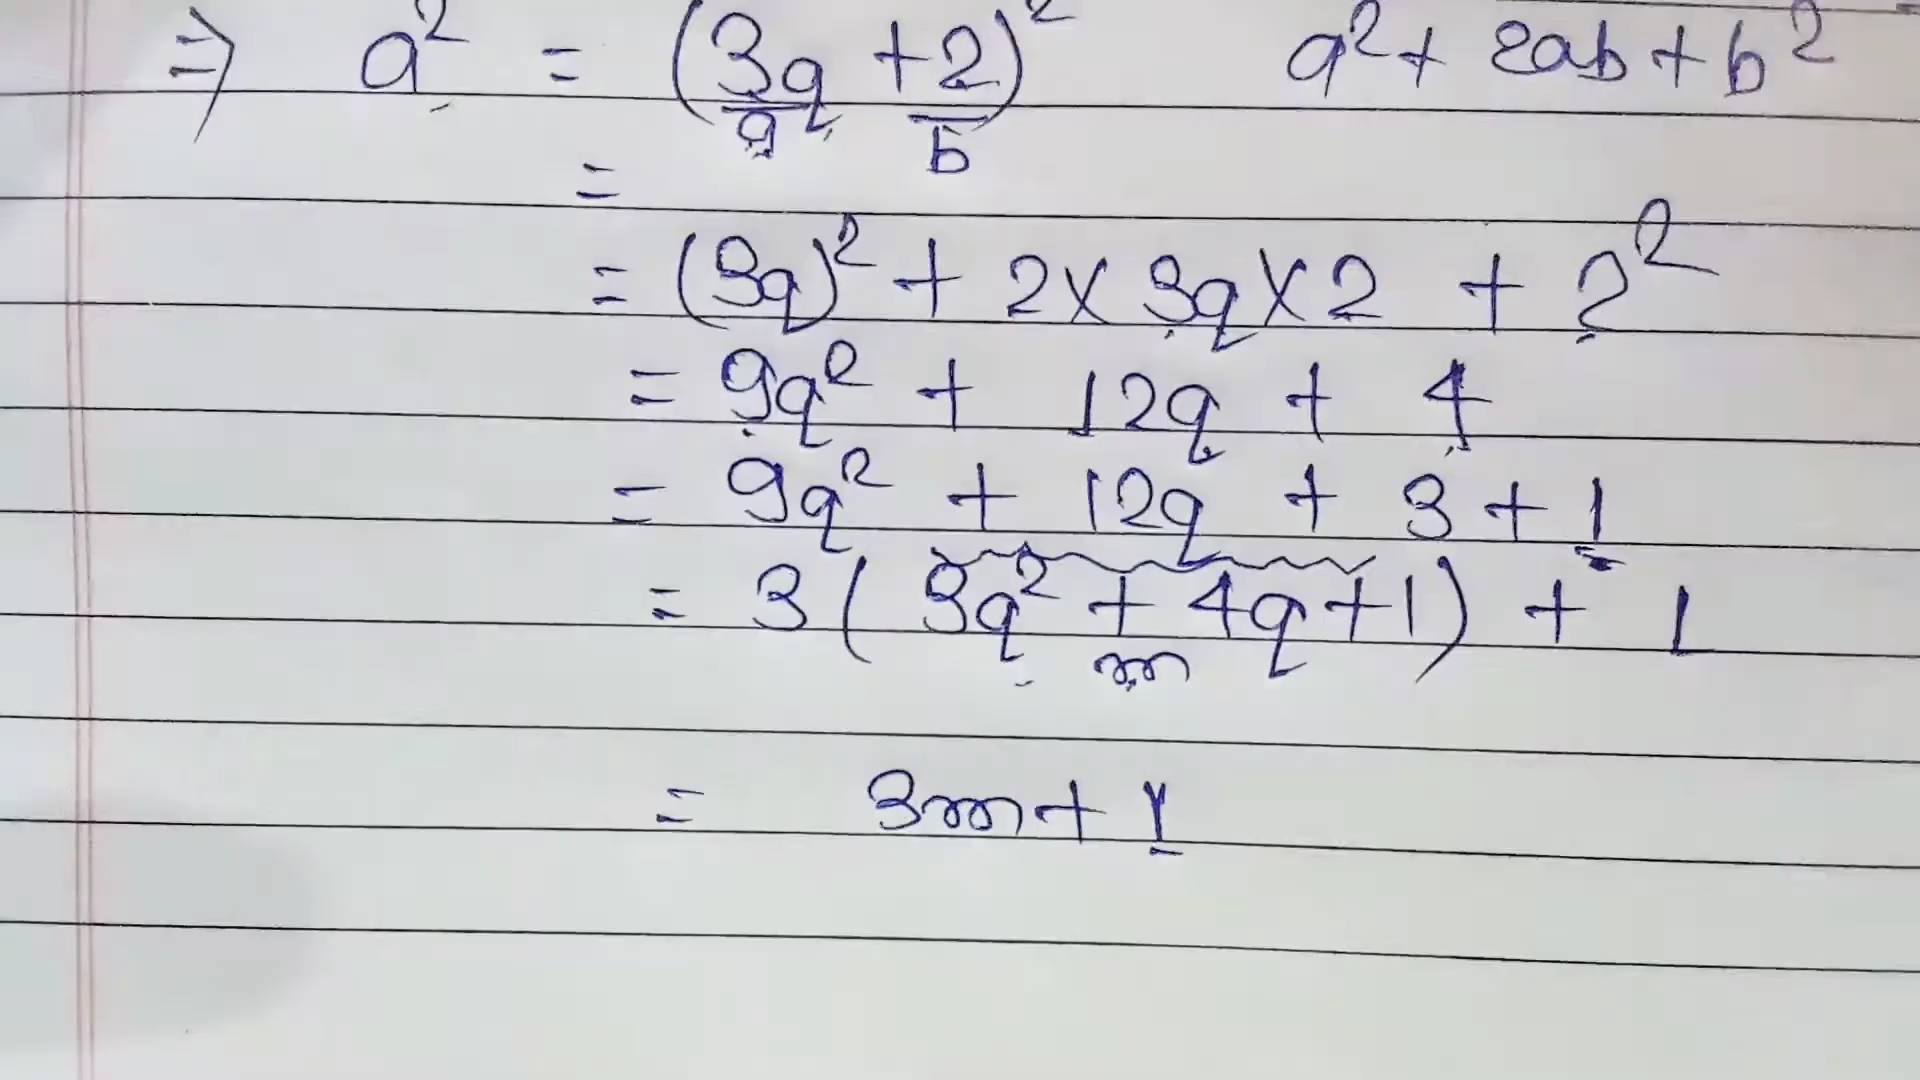 ⇒ a² = (3q + 2)² a² + 2ab + b²
a b
=
= (3q)² + 2 × 3q × 2 + 2²
= 9q² + 12q + 4
= 9q² + 12q + 3 + 1
= 3 ( 3q² + 4q + 1 ) + 1
m
= 3m + 1